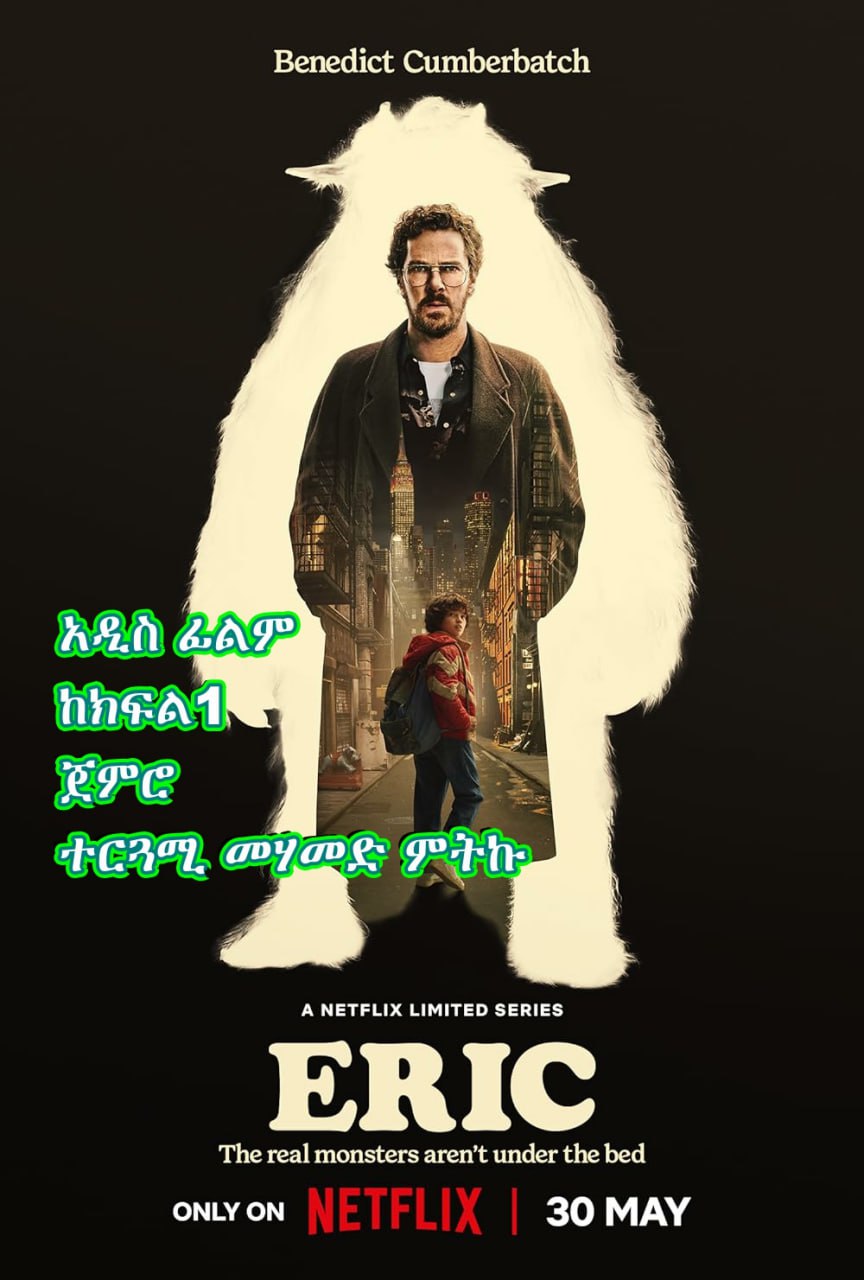 Benedict Cumberbatch
አዲስ ፊልም
ከክፍል1
ጀምሮ
ተርጓሚ መሃመድ ምትኩ
A NETFLIX LIMITED SERIES
ERIC
The real monsters aren't under the bed
ONLY ON NETFLIX | 30 MAY